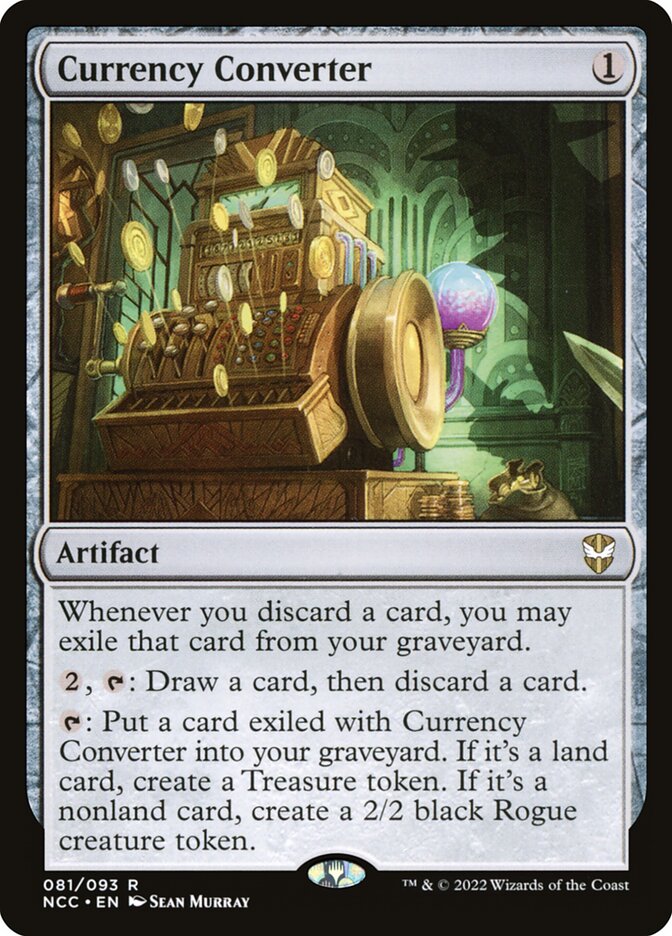 Currency Converter 1
Artifact
Whenever you discard a card, you may
exile that card from your graveyard.
2, : Draw a card, then discard a card.
: Put a card exiled with Currency
Converter into your graveyard. If it's a land
card, create a Treasure token. If it's a
nonland card, create a 2/2 black Rogue
creature token.
081/093 R
NCC • EN Sean Murray
™ & © 2022 Wizards of the Coast